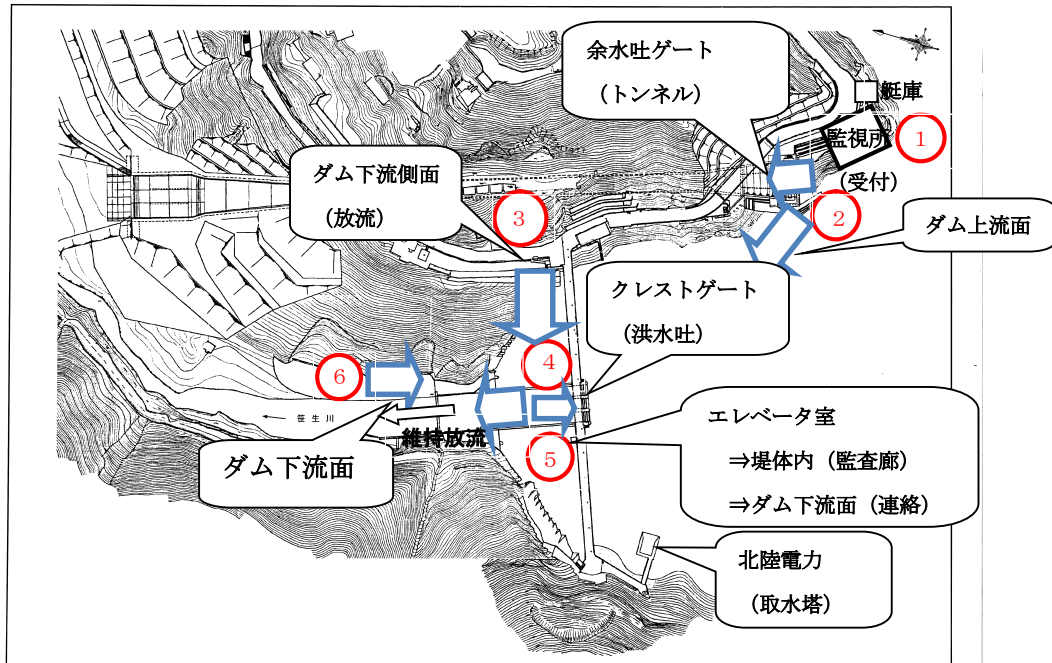 余水吐ゲート
(トンネル)
艇庫
監視所
(受付)
①
②
ダム上流面
ダム下流側面
(放流)
③
クレストゲート
(洪水吐)
④
⑥
笹生川
維持放流
ダム下流面
⑤
エレベータ室
⇒堤体内(監査廊)
⇒ダム下流面(連絡)
北陸電力
(取水塔)